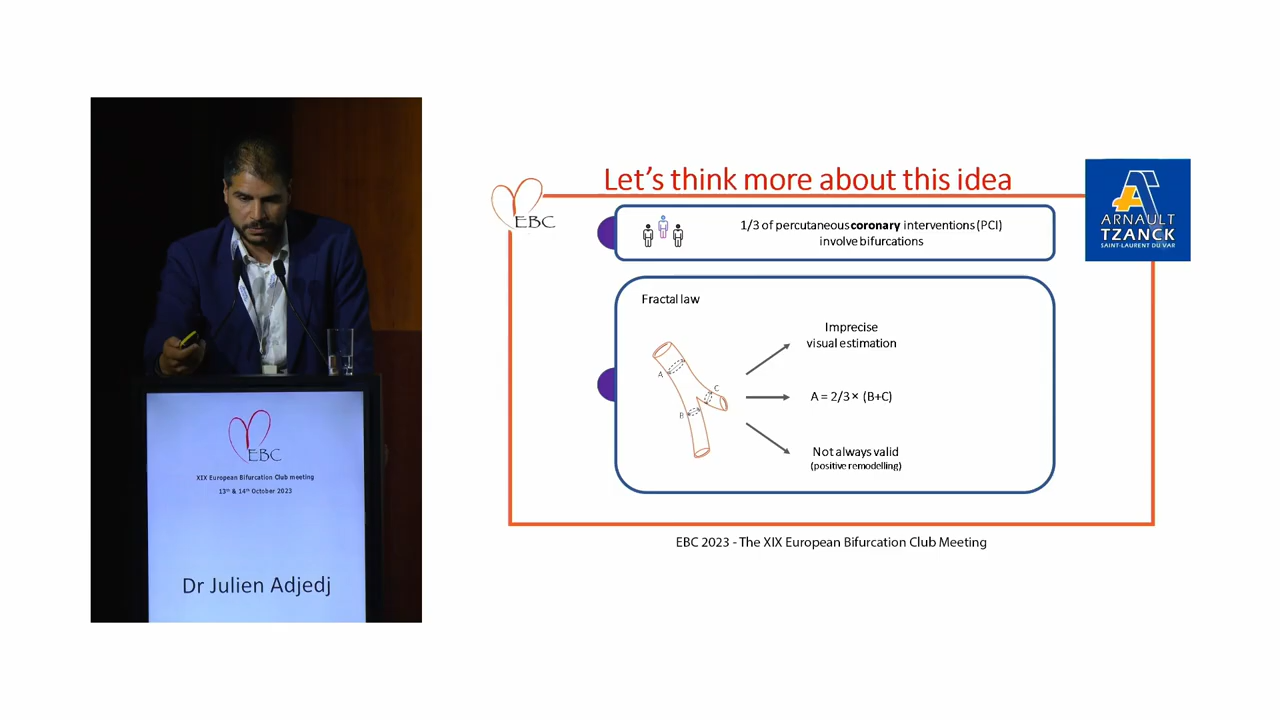 Let's think more about this idea
EBC
ARNAULT
TZANCK
SAINT-LAURENT DU VAR
1/3 of percutaneous coronary interventions (PCI)
involve bifurcations
Fractal law
Imprecise
visual estimation
A
C
B
A = 2/3 × (B+C)
Not always valid
(positive remodelling)
EBC 2023 - The XIX European Bifurcation Club Meeting
EBC
XIX European Bifurcation Club meeting
13th & 14th October 2023
Dr Julien Adjedj